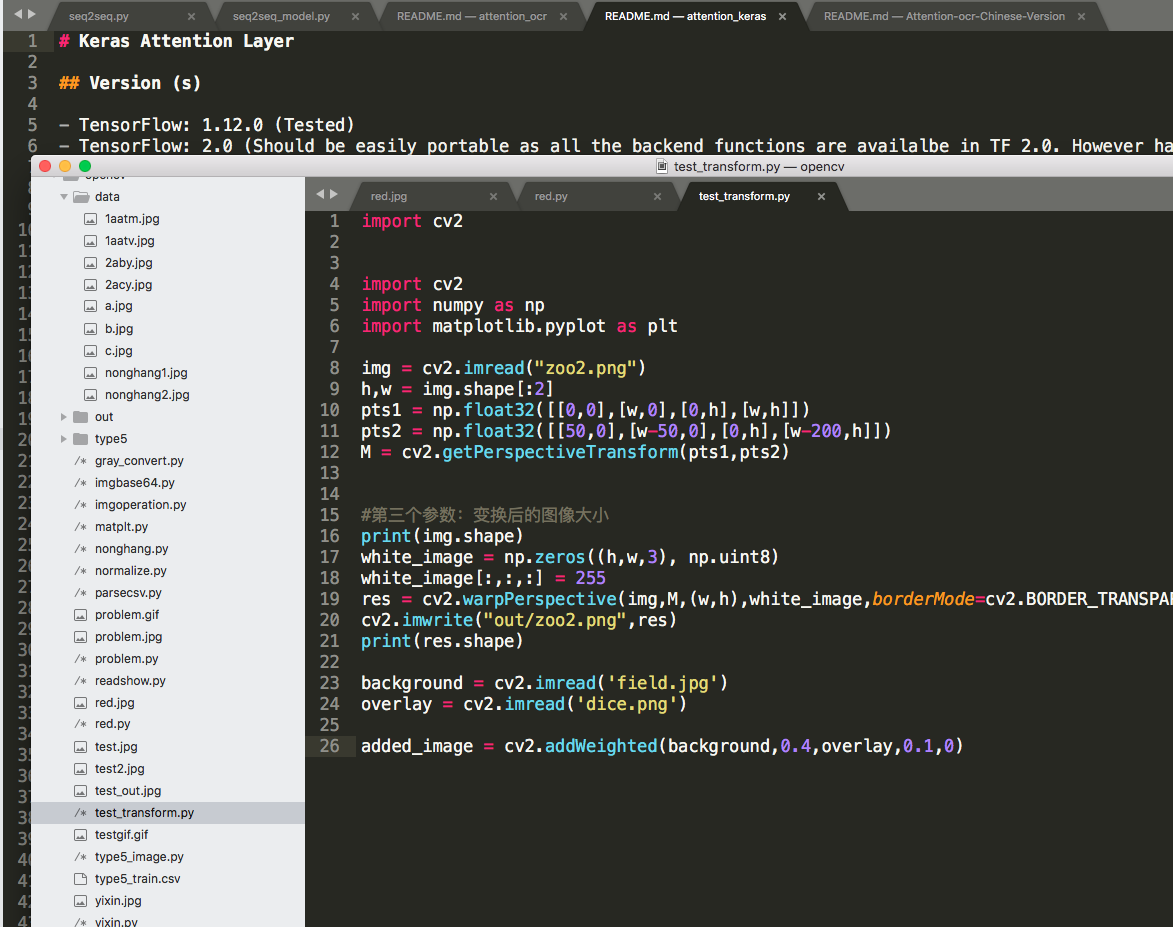 seq2seq.py
seq2seq_model.py
README.md — attention_ocr
README.md — attention_keras
README.md — Attention-ocr-Chinese-Version
1 # Keras Attention Layer
2
3 ## Version (s)
4
5 - TensorFlow: 1.12.0 (Tested)
6 - TensorFlow: 2.0 (Should be easily portable as all the backend functions are availalbe in TF 2.0. However ha
test_transform.py — opencv
opencv
data
1aatm.jpg
1aatv.jpg
2aby.jpg
2acy.jpg
a.jpg
b.jpg
c.jpg
nonghang1.jpg
nonghang2.jpg
out
type5
/* gray_convert.py
/* imgbase64.py
/* imgoperation.py
/* matplt.py
/* nonghang.py
/* normalize.py
/* parsecsv.py
problem.gif
problem.jpg
/* problem.py
/* readshow.py
red.jpg
/* red.py
test.jpg
test2.jpg
test_out.jpg
/* test_transform.py
testgif.gif
/* type5_image.py
type5_train.csv
yixin.jpg
/* yixin.py
red.jpg
red.py
test_transform.py
1 import cv2
2
3
4 import cv2
5 import numpy as np
6 import matplotlib.pyplot as plt
7
8 img = cv2.imread("zoo2.png")
9 h,w = img.shape[:2]
10 pts1 = np.float32([[0,0],[w,0],[0,h],[w,h]])
11 pts2 = np.float32([[50,0],[w-50,0],[0,h],[w-200,h]])
12 M = cv2.getPerspectiveTransform(pts1,pts2)
13
14
15 #第三个参数：变换后的图像大小
16 print(img.shape)
17 white_image = np.zeros((h,w,3), np.uint8)
18 white_image[:,:,:] = 255
19 res = cv2.warpPerspective(img,M,(w,h),white_image,borderMode=cv2.BORDER_TRANSPA
20 cv2.imwrite("out/zoo2.png",res)
21 print(res.shape)
22
23 background = cv2.imread('field.jpg')
24 overlay = cv2.imread('dice.png')
25
26 added_image = cv2.addWeighted(background,0.4,overlay,0.1,0)